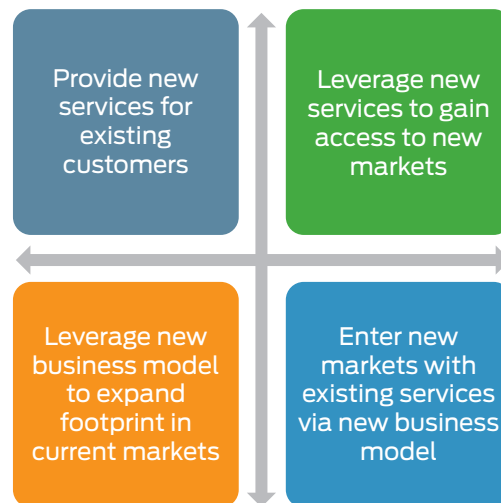 Provide new
services for
existing
customers
Leverage new
services to gain
access to new
markets
Leverage new
business model
to expand
footprint in
current markets
Enter new
markets with
existing services
via new business
model